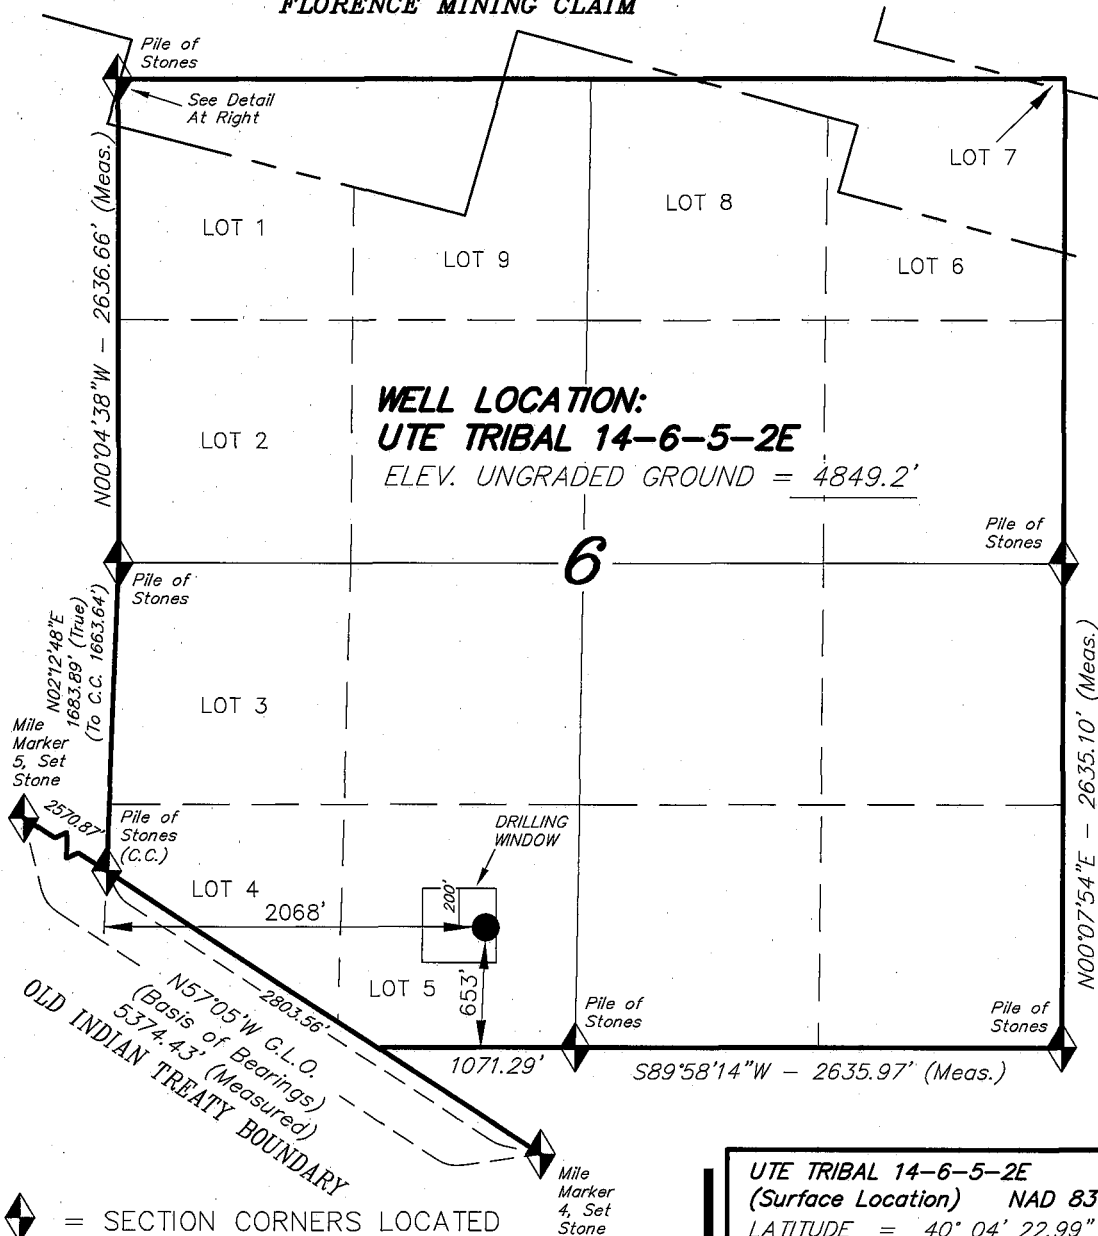 FLORENCE MINING CLAIM
Pile of
Stones
See Detail
At Right
LOT 7
LOT 1
LOT 8
LOT 9
LOT 6
N00°04'38"W – 2636.66' (Meas.)
WELL LOCATION:
UTE TRIBAL 14–6–5–2E
ELEV. UNGRADED GROUND = 4849.2'
LOT 2
Pile of
Stones
6
Pile of
Stones
N02°12'48"E
1683.89' (True)
(To C.C. 1663.64')
LOT 3
Mile
Marker
5, Set
Stone
2570.87'
Pile of
Stones
(C.C.)
DRILLING
WINDOW
LOT 4
200'
2068'
N00°07'54"E – 2635.10' (Meas.)
LOT 5
653'
Pile of
Stones
Pile of
Stones
2803.56'
N57°05'W G.L.O.
(Basis of Bearings)
5374.43' (Measured)
OLD INDIAN TREATY BOUNDARY
1071.29'
S89°58'14"W – 2635.97' (Meas.)
Mile
Marker
4, Set
Stone
= SECTION CORNERS LOCATED
UTE TRIBAL 14–6–5–2E
(Surface Location) NAD 83
LATITUDE = 40° 04' 22.99"